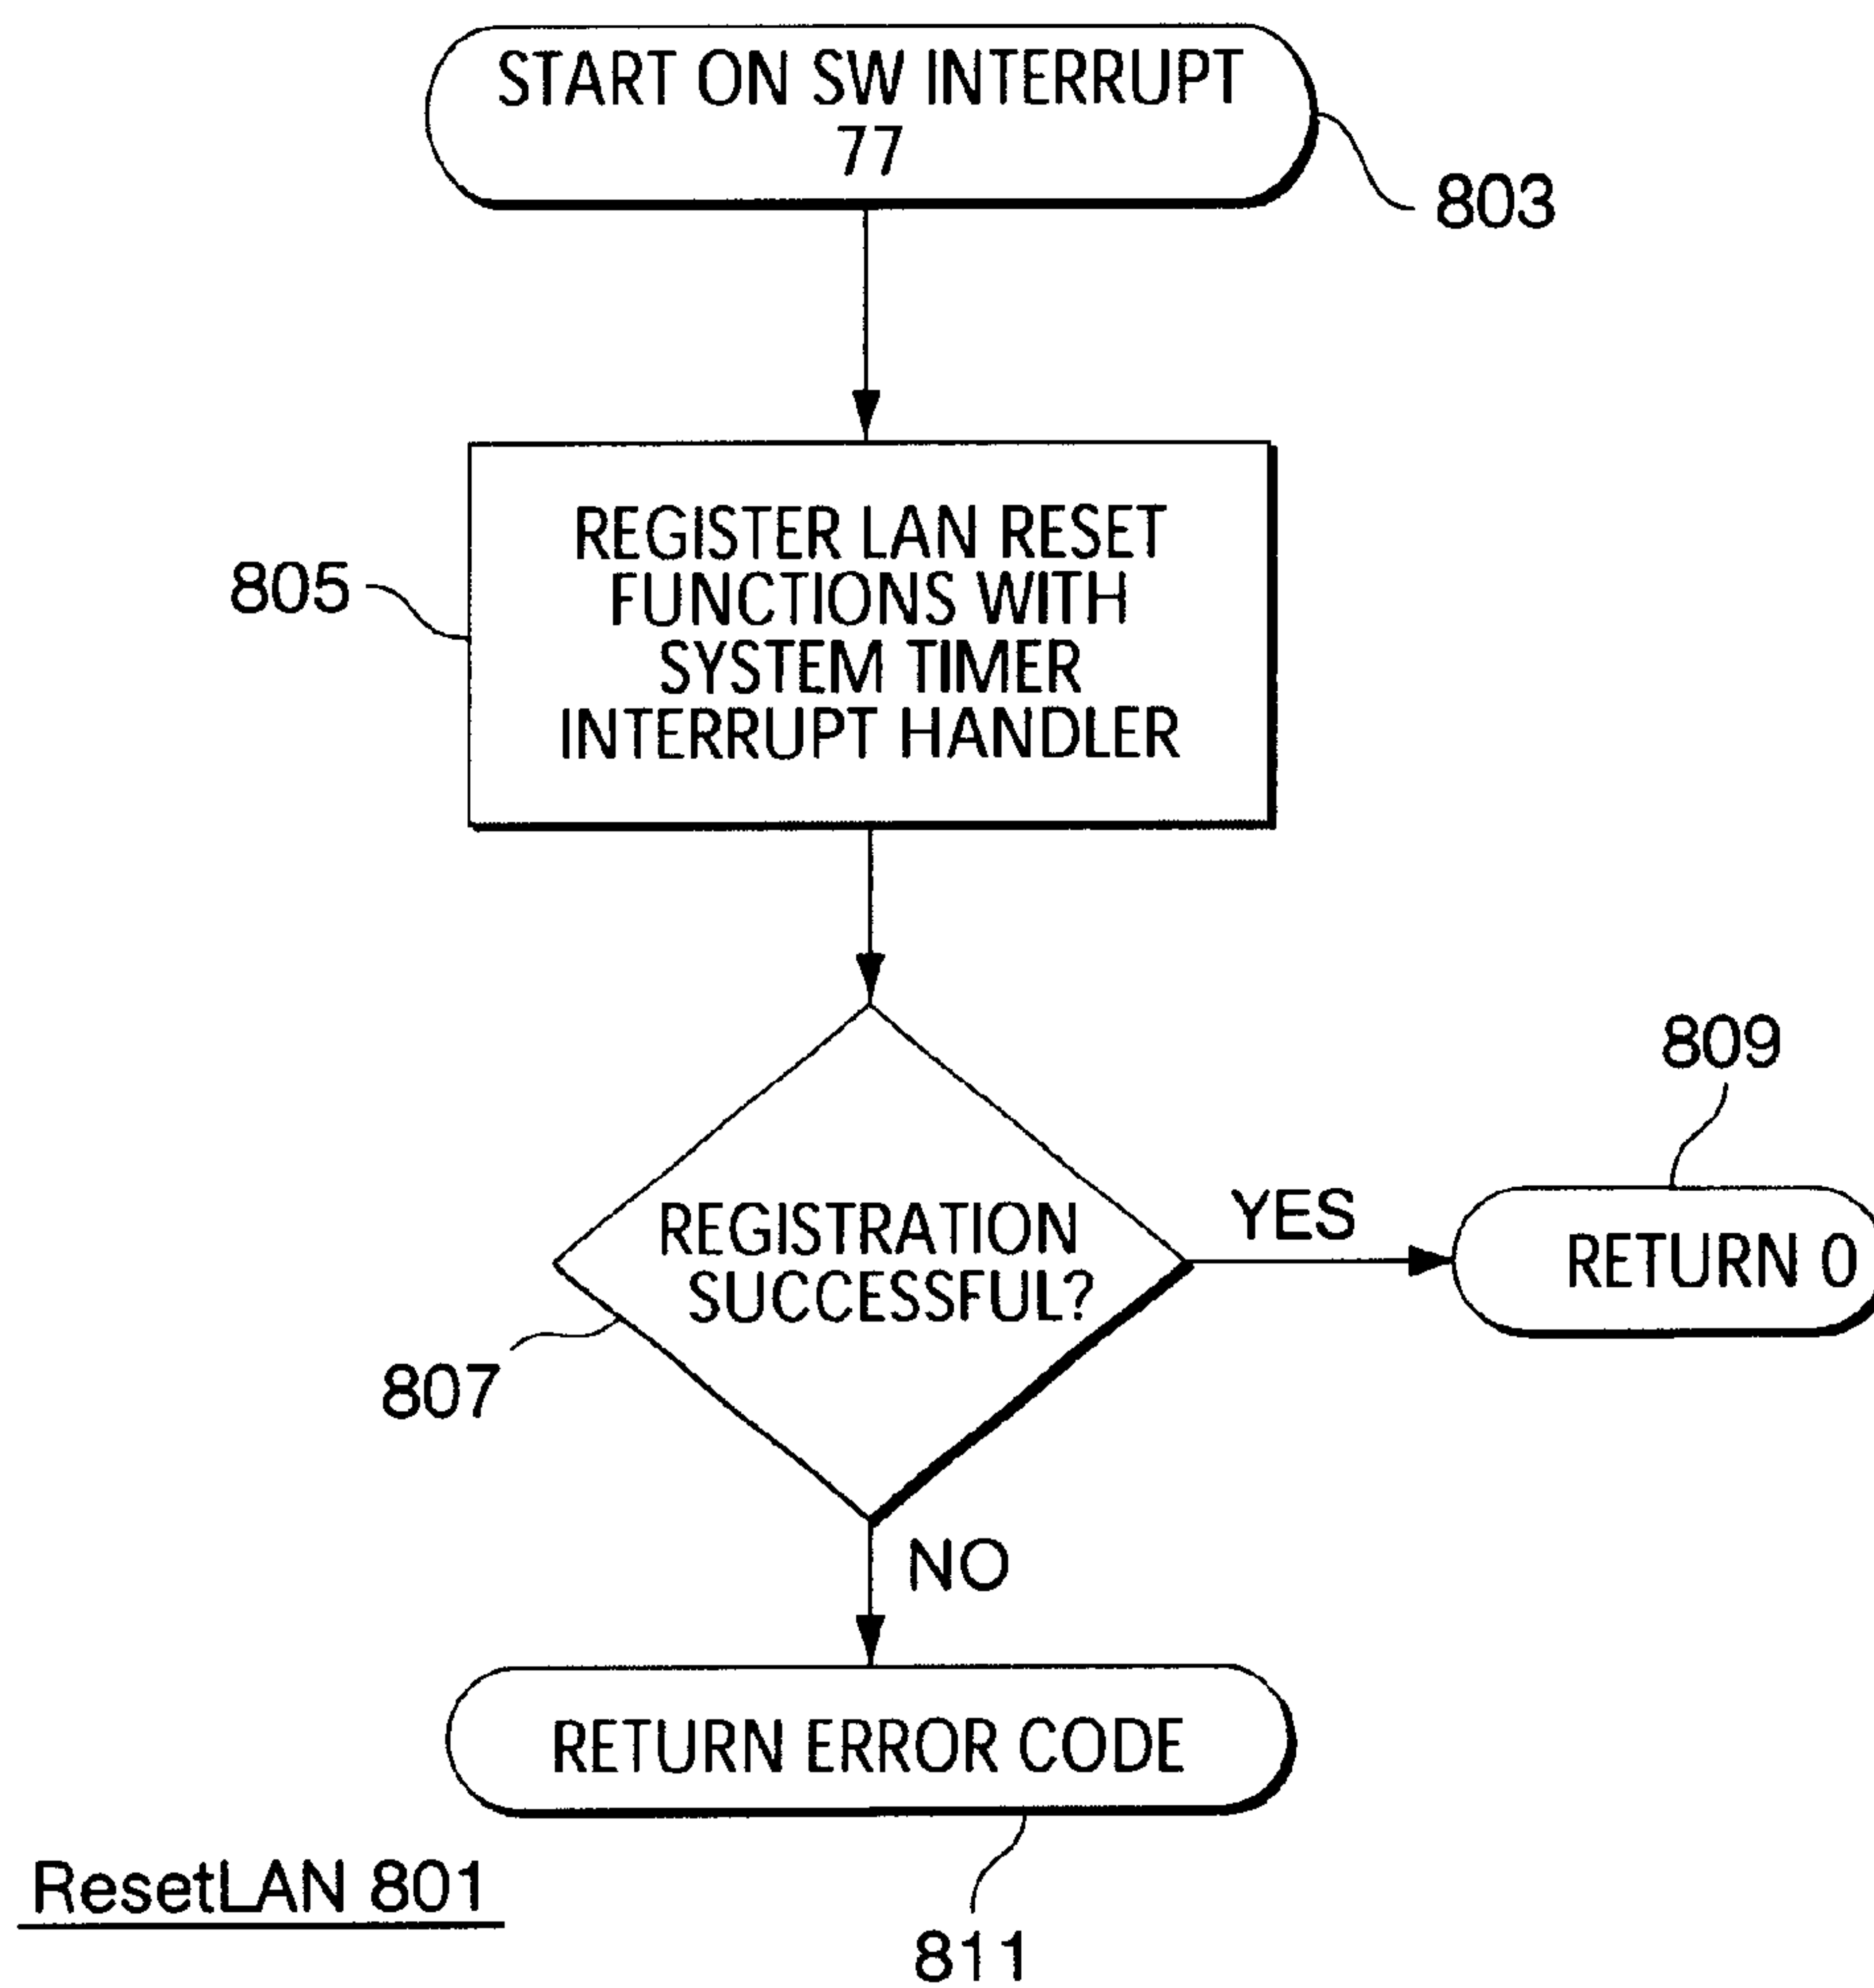 START ON SW INTERRUPT
77
803
REGISTER LAN RESET
FUNCTIONS WITH
SYSTEM TIMER
INTERRUPT HANDLER
805
REGISTRATION
SUCCESSFUL?
807
YES
809
RETURN 0
NO
RETURN ERROR CODE
ResetLAN 801
811